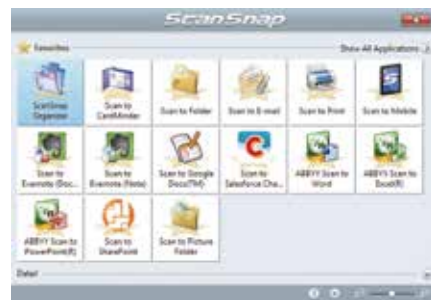 ScanSnap
Favorites
Show All Applications
ScanSnap
Organizer
Scan to
CardMinder
Scan to Folder
Scan to E-mail
Scan to Print
Scan to Mobile
Scan to
Evernote (Doc...
Scan to
Evernote (Note)
Scan to Google
Docs(TM)
Scan to
Salesforce Cha...
ABBYY Scan to
Word
ABBYY Scan to
Excel(R)
ABBYY Scan to
PowerPoint(R)
Scan to
SharePoint
Scan to Picture
Folder
Detail